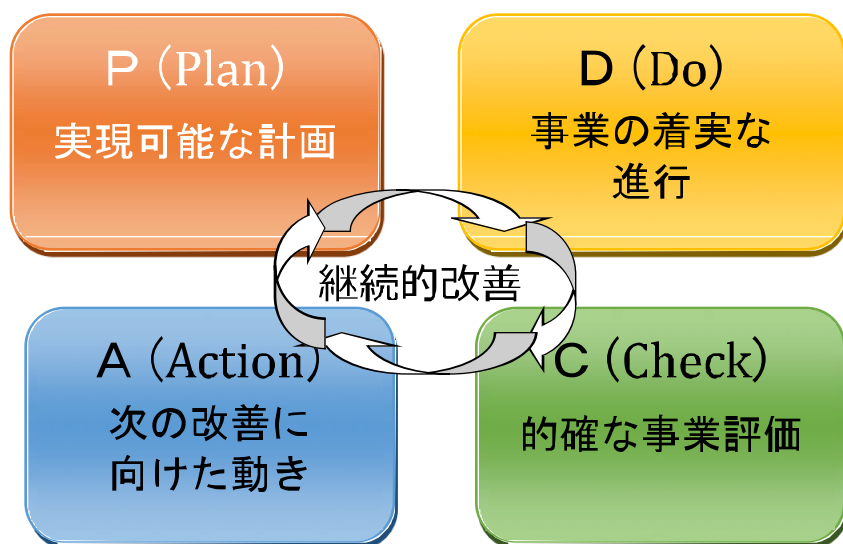 P（Plan）
実現可能な計画
D（Do）
事業の着実な
進行
継続的改善
A（Action）
次の改善に
向けた動き
C（Check）
的確な事業評価